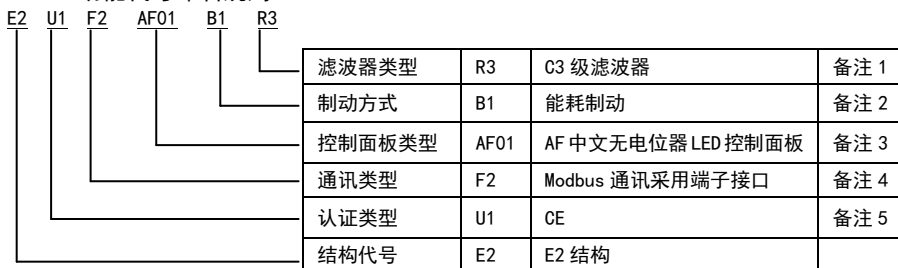 E2 U1 F2 AF01 B1 R3
滤波器类型 R3 C3 级滤波器 备注 1
制动方式 B1 能耗制动 备注 2
控制面板类型 AF01 AF 中文无电位器 LED 控制面板 备注 3
通讯类型 F2 Modbus 通讯采用端子接口 备注 4
认证类型 U1 CE 备注 5
结构代号 E2 E2 结构